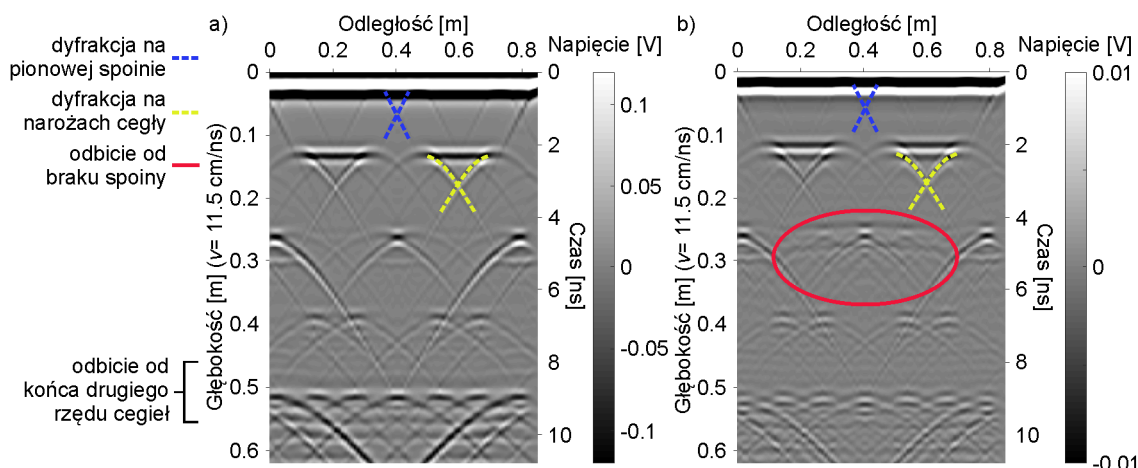 dyfrakcja na
pionowej spoinie
dyfrakcja na
narożach cegły
odbicie od
braku spoiny
odbicie od
końca drugiego
rzędu cegieł
a)
Odległość [m]
Napięcie [V]
0 0.2 0.4 0.6 0.8
0
0.1
0.2
0.3
0.4
0.5
0.6
Głębokość [m] (v= 11.5 cm/ns)
0
2
4
6
8
10
Czas [ns]
0.1
0.05
0
-0.05
-0.1
b)
Odległość [m]
Napięcie [V]
0 0.2 0.4 0.6 0.8
0
0.1
0.2
0.3
0.4
0.5
0.6
Głębokość [m] (v= 11.5 cm/ns)
0
2
4
6
8
10
Czas [ns]
0.01
0
-0.01